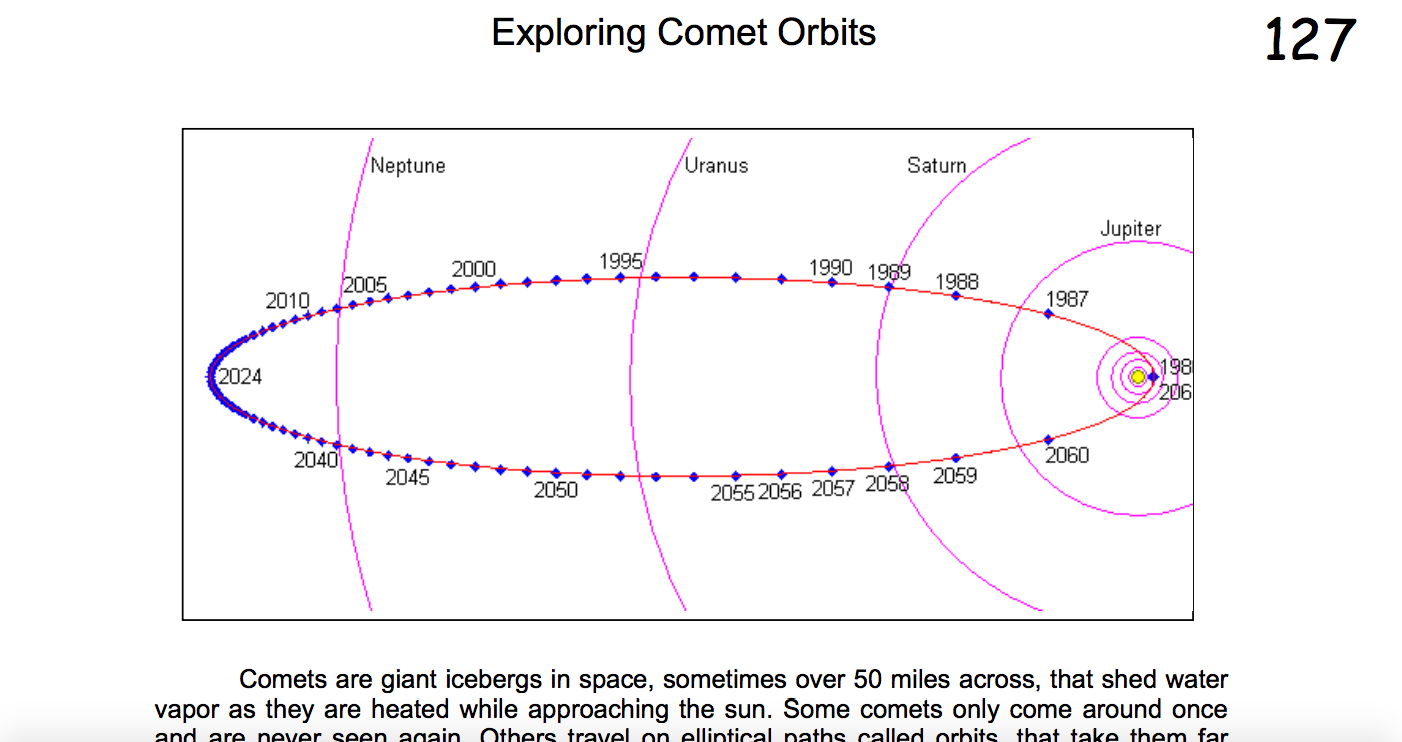 Exploring Comet Orbits
127
Neptune
Uranus
Saturn
Jupiter
1995
2000
1990
1989
1988
2005
2010
1987
2024
198
206
2040
2045
2050
2055
2056
2057
2058
2059
2060
Comets are giant icebergs in space, sometimes over 50 miles across, that shed water
vapor as they are heated while approaching the sun. Some comets only come around once
and are never seen again. Others travel on elliptical paths called orbits, that take them far